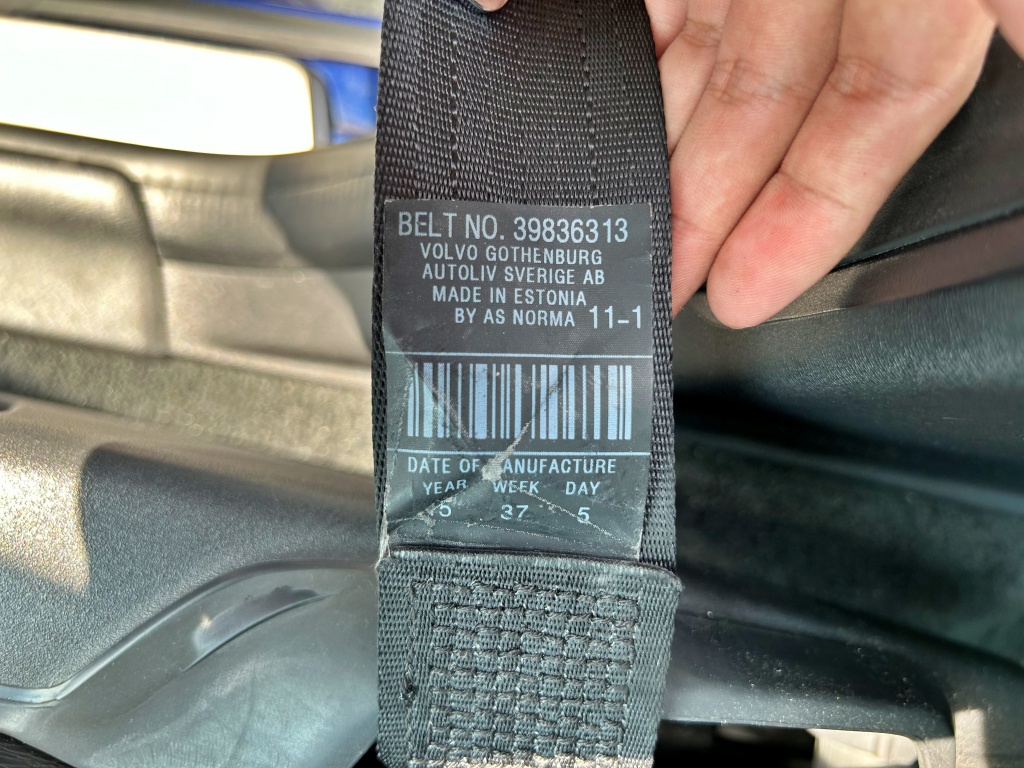 BELT NO. 39836313
VOLVO GOTHENBURG
AUTOLIV SVERIGE AB
MADE IN ESTONIA
BY AS NORMA 11-1
DATE OF MANUFACTURE
YEAR WEEK DAY
37 5